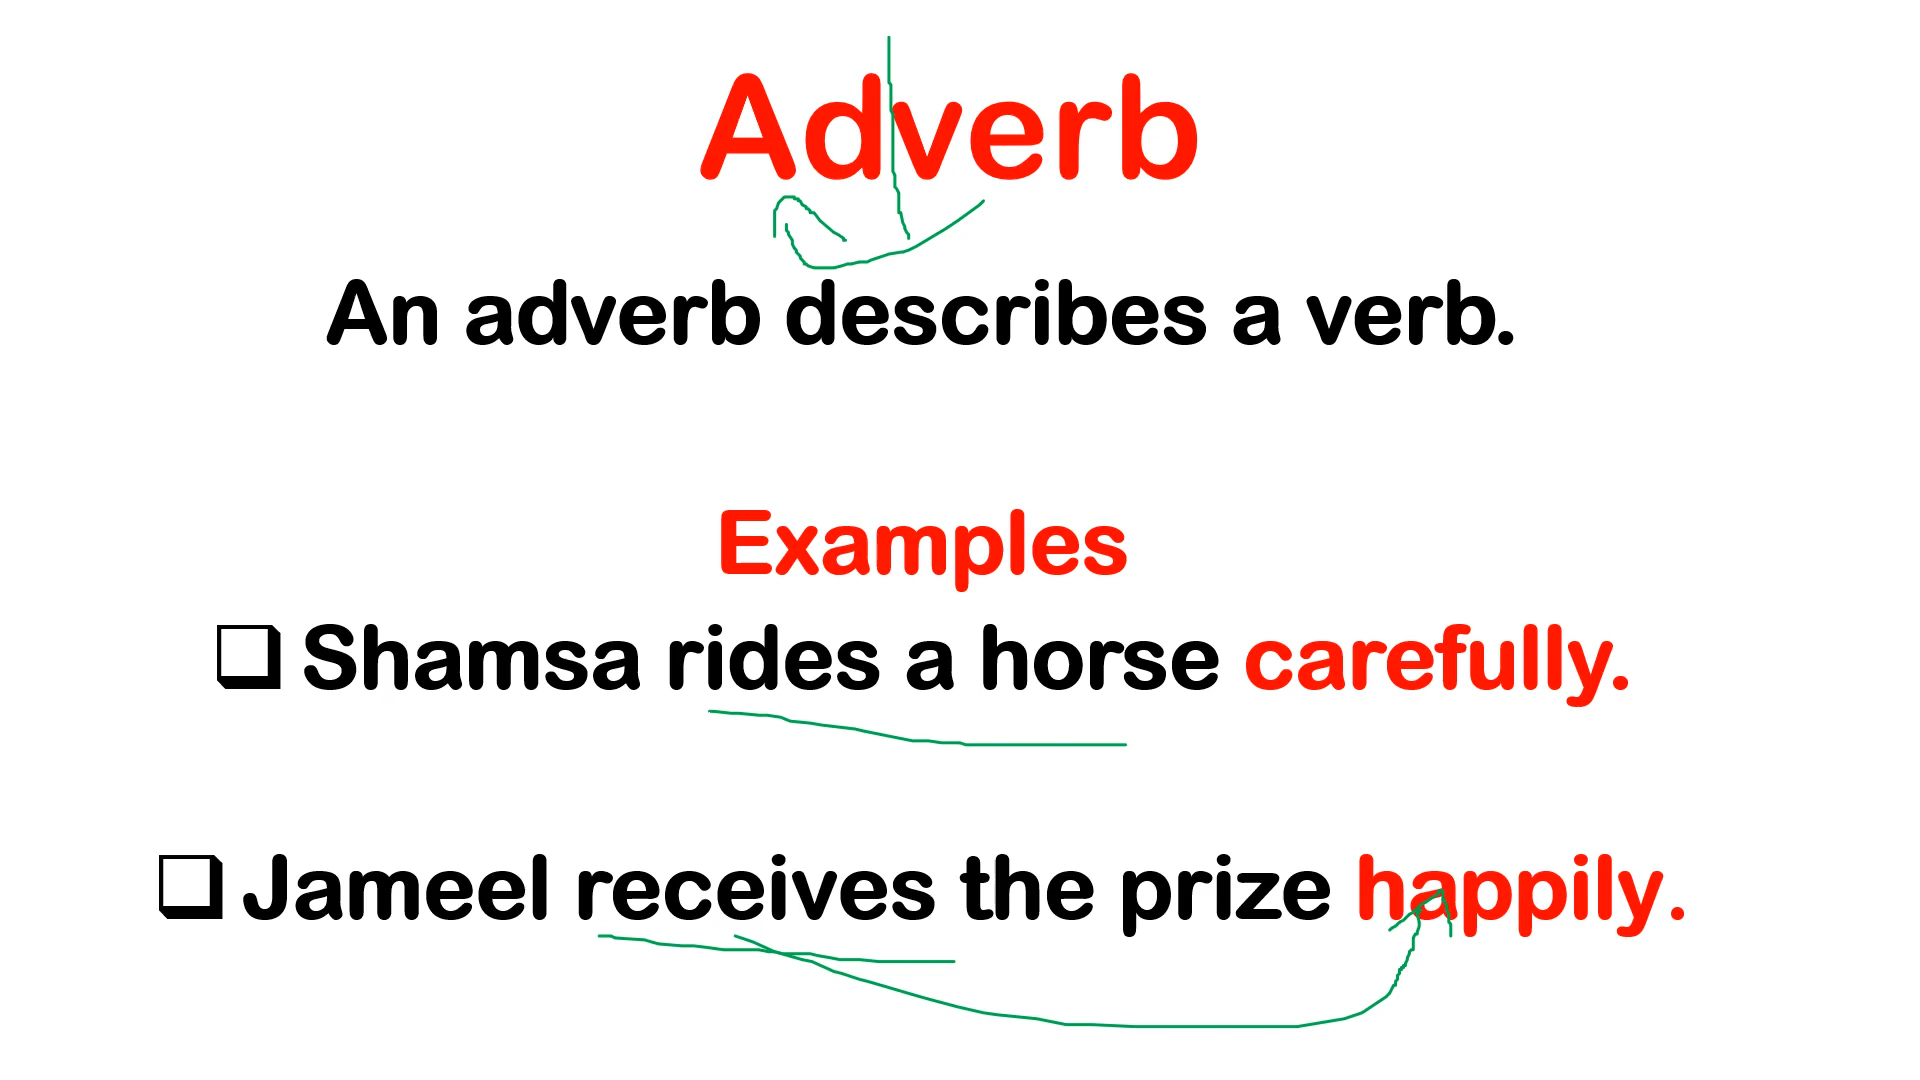 Adverb
An adverb describes a verb.
Examples
❑ Shamsa rides a horse carefully.
❑ Jameel receives the prize happily.